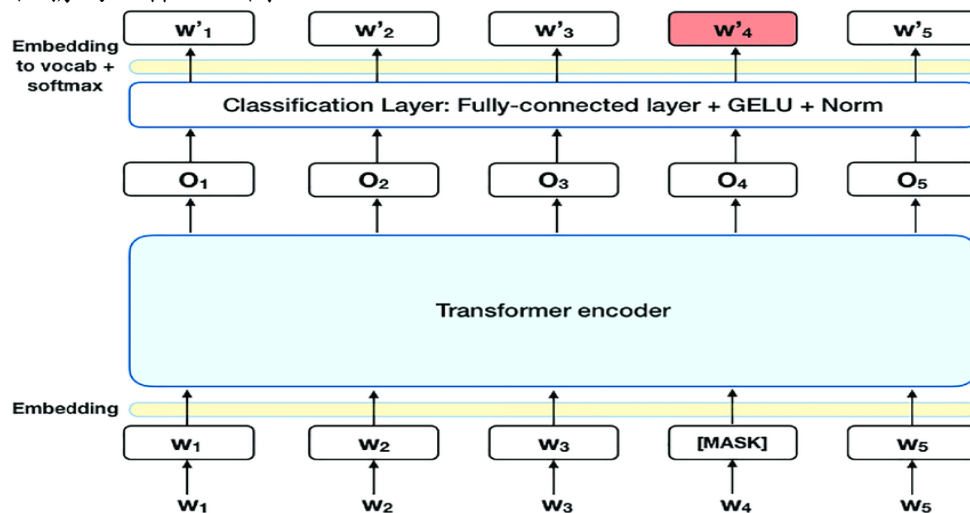 w'₁ w'₂ w'₃ w'₄ w'₅
Embedding
to vocab +
softmax
Classification Layer: Fully-connected layer + GELU + Norm
O₁ O₂ O₃ O₄ O₅
Transformer encoder
Embedding
w₁ w₂ w₃ [MASK] w₅
w₁ w₂ w₃ w₄ w₅